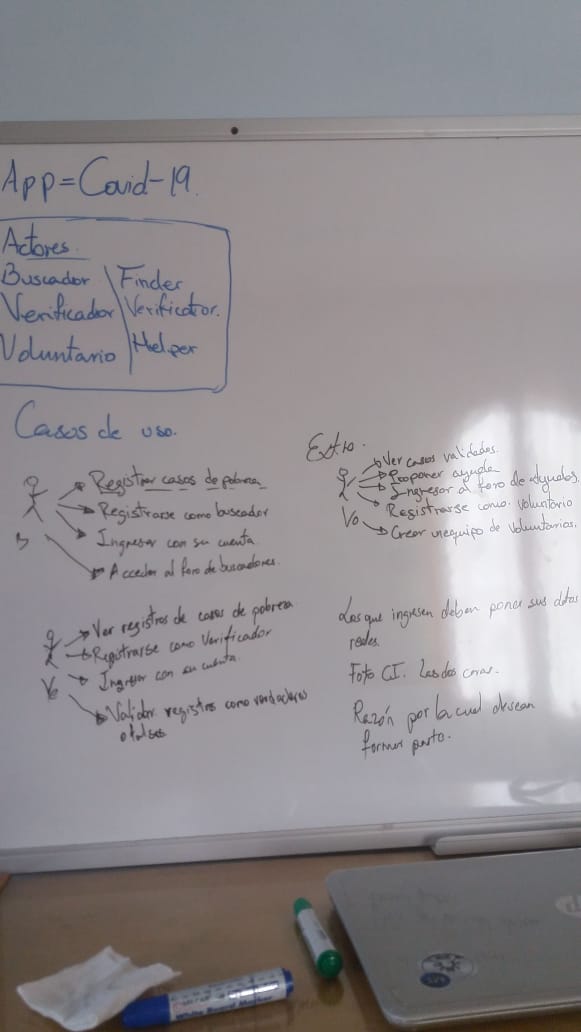 App=Covid-19.
Actores.
Buscador / Finder
Verificador / Verificator.
Voluntario / Helper
Casos de uso.
Registrar casos de pobreza
Registrarse como buscador
Ingresar con su cuenta
Acceder al foro de buscadores.
B
Ver registros de casos de pobreza
Registrarse como Verificador
Ingresar con su cuenta.
Validar registros como verdaderos
o falsos
Ve
Extra.
Ver casos validados.
Proponer ayuda
Ingresar al foro de ayudas.
Registrarse como voluntario
Crear un equipo de voluntarios.
Vo
Los que ingresen deben poner sus datos
reales.
Foto CI. Las dos caras.
Razón por la cual desean
formar parte.
White Board Marker